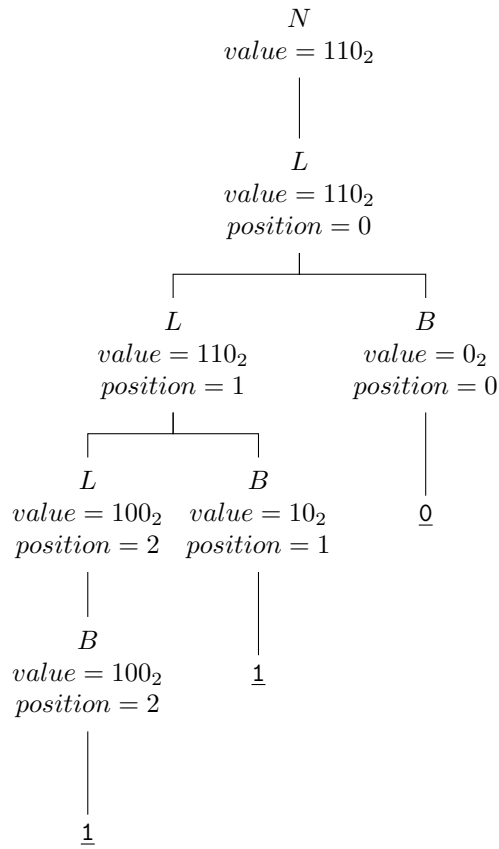 N
value = 110₂
L
value = 110₂
position = 0
L
value = 110₂
position = 1
B
value = 0₂
position = 0
L
value = 100₂
position = 2
B
value = 10₂
position = 1
0
B
value = 100₂
position = 2
1
1